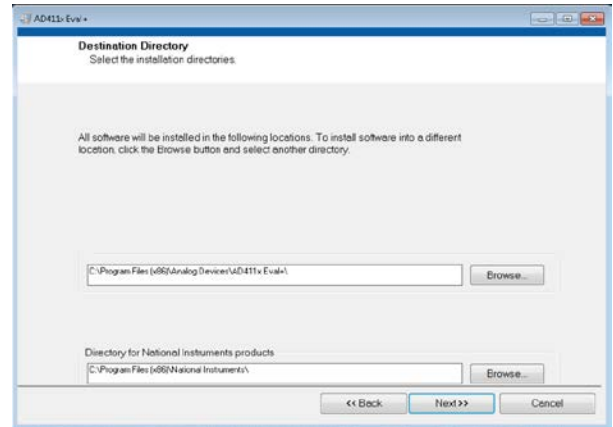 AD411x Eval+
Destination Directory
Select the installation directories.
All software will be installed in the following locations. To install software into a different
location, click the Browse button and select another directory.
C:\Program Files (x86)\Analog Devices\AD411x Eval+\
Browse...
Directory for National Instruments products
C:\Program Files (x86)\National Instruments\
Browse...
<< Back
Next >>
Cancel